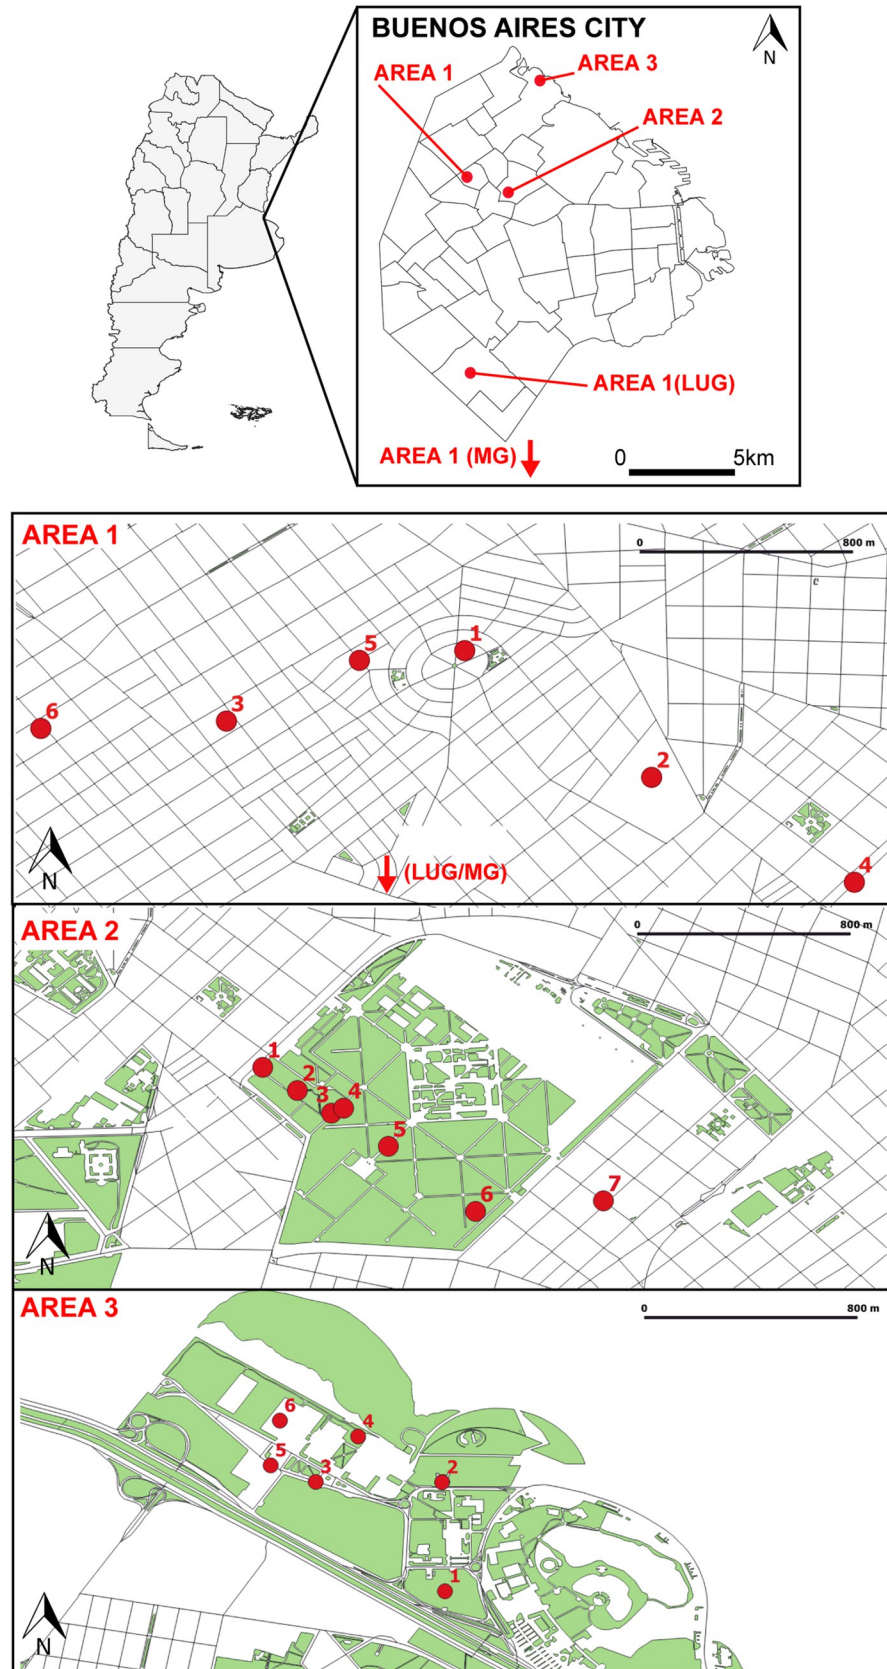 BUENOS AIRES CITY
N
AREA 1
AREA 3
AREA 2
AREA 1(LUG)
AREA 1 (MG)
0 5km
AREA 1
0 800 m
1
5
3
6
2
4
N
(LUG/MG)
AREA 2
0 800 m
1
2
3
4
5
6
7
N
AREA 3
0 800 m
6
4
5
3
2
1
N